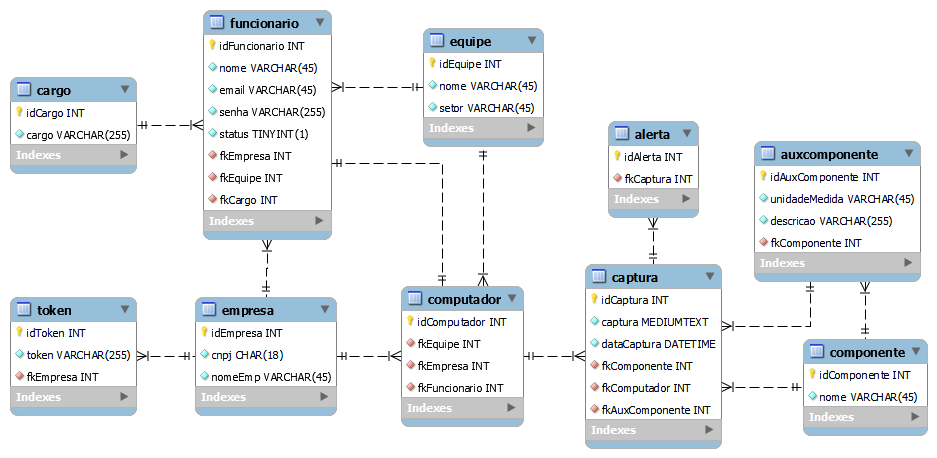 funcionario
idFuncionario INT
nome VARCHAR(45)
email VARCHAR(45)
senha VARCHAR(255)
status TINYINT(1)
fkEmpresa INT
fkEquipe INT
fkCargo INT
Indexes
equipe
idEquipe INT
nome VARCHAR(45)
setor VARCHAR(45)
Indexes
cargo
idCargo INT
cargo VARCHAR(255)
Indexes
alerta
idAlerta INT
fkCaptura INT
Indexes
auxcomponente
idAuxComponente INT
unidadeMedida VARCHAR(45)
descricao VARCHAR(255)
fkComponente INT
Indexes
token
idToken INT
token VARCHAR(255)
fkEmpresa INT
Indexes
empresa
idEmpresa INT
cnpj CHAR(18)
nomeEmp VARCHAR(45)
Indexes
computador
idComputador INT
fkEquipe INT
fkEmpresa INT
fkFuncionario INT
Indexes
captura
idCaptura INT
captura MEDIUMTEXT
dataCaptura DATETIME
fkComponente INT
fkComputador INT
fkAuxComponente INT
Indexes
componente
idComponente INT
nome VARCHAR(45)
Indexes